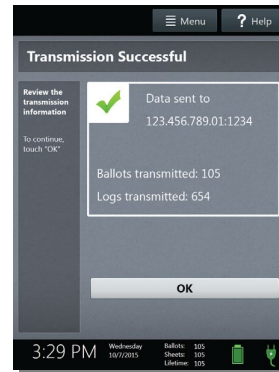 Menu
? Help
Transmission Successful
Review the
transmission
information
To continue,
touch "OK"
Data sent to
123.456.789.01:1234
Ballots transmitted: 105
Logs transmitted: 654
OK
3:29 PM
Wednesday
10/7/2015
Ballots: 105
Sheets: 105
Lifetime: 105